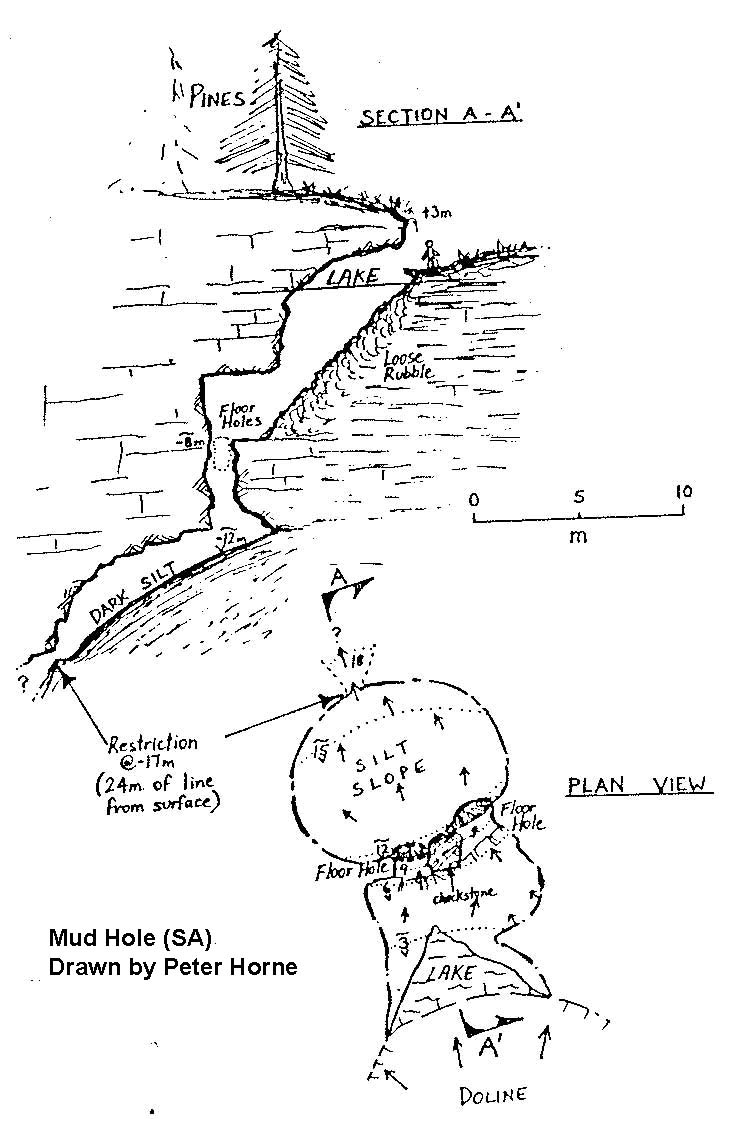 PINES
SECTION A - A'
+3m
LAKE
Loose
Rubble
Floor
Holes
-8m
0 5 10
m
-12m
DARK SILT
?
A
?
18
Restriction
@ -17m
(24m of line
from surface)
15
SILT
SLOPE
PLAN VIEW
Floor
Hole
12
Floor Hole
9
6
chockstone
3
LAKE
Mud Hole (SA)
Drawn by Peter Horne
A'
DOLINE